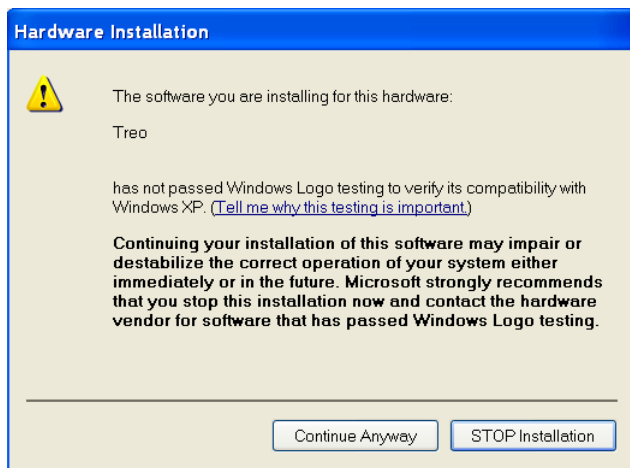 Hardware Installation
The software you are installing for this hardware:
Treo
has not passed Windows Logo testing to verify its compatibility with
Windows XP. (Tell me why this testing is important.)
Continuing your installation of this software may impair or
destabilize the correct operation of your system either
immediately or in the future. Microsoft strongly recommends
that you stop this installation now and contact the hardware
vendor for software that has passed Windows Logo testing.
Continue Anyway
STOP Installation